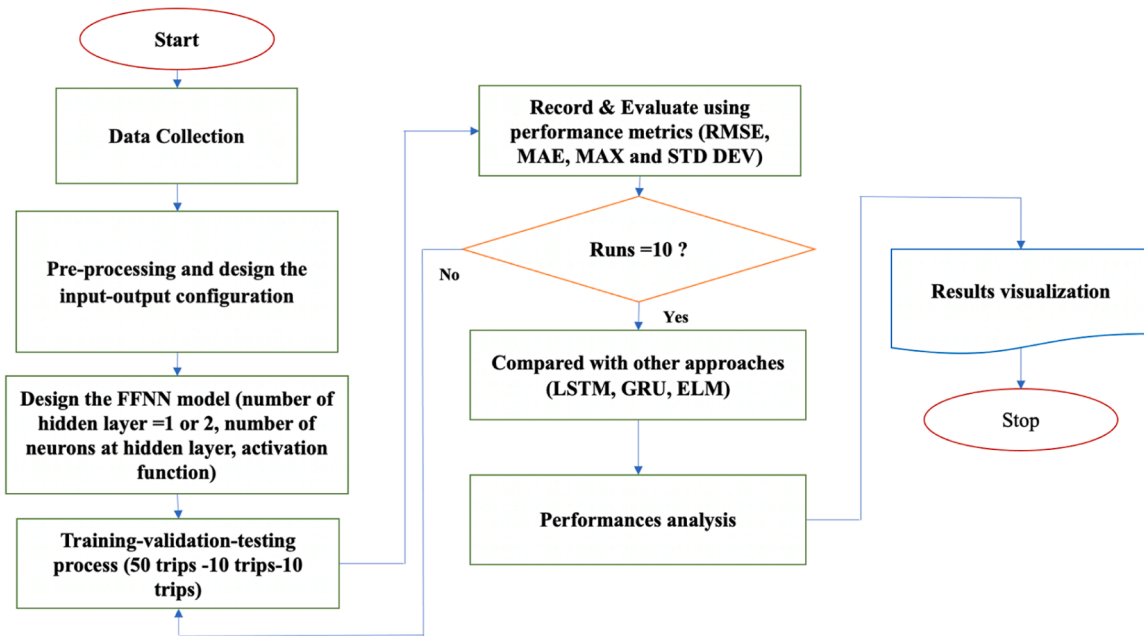 Start
Data Collection
Pre-processing and design the
input-output configuration
Design the FFNN model (number of
hidden layer =1 or 2, number of
neurons at hidden layer, activation
function)
Training-validation-testing
process (50 trips -10 trips-10
trips)
Record & Evaluate using
performance metrics (RMSE,
MAE, MAX and STD DEV)
Runs =10 ?
No
Yes
Compared with other approaches
(LSTM, GRU, ELM)
Performances analysis
Results visualization
Stop